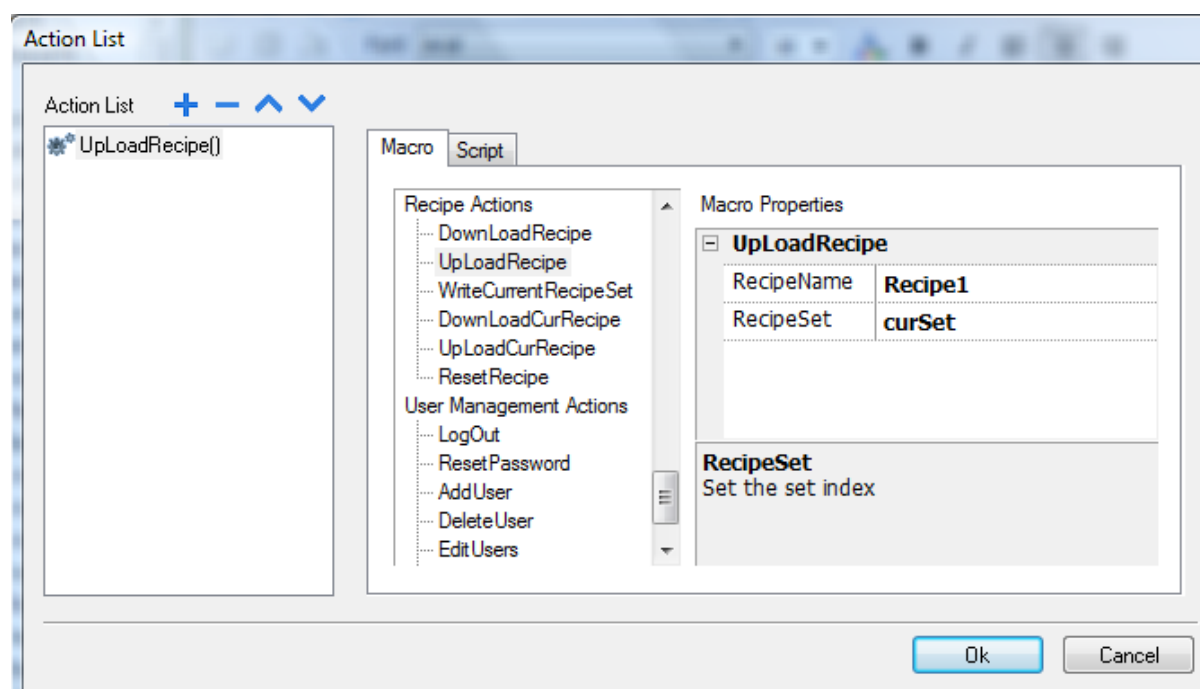 Action List
Action List
UpLoadRecipe()
Macro
Script
Recipe Actions
DownLoadRecipe
UpLoadRecipe
WriteCurrentRecipeSet
DownLoadCurRecipe
UpLoadCurRecipe
ResetRecipe
User Management Actions
LogOut
ResetPassword
AddUser
DeleteUser
EditUsers
Macro Properties
UpLoadRecipe
RecipeName Recipe1
RecipeSet curSet
RecipeSet
Set the set index
Ok
Cancel